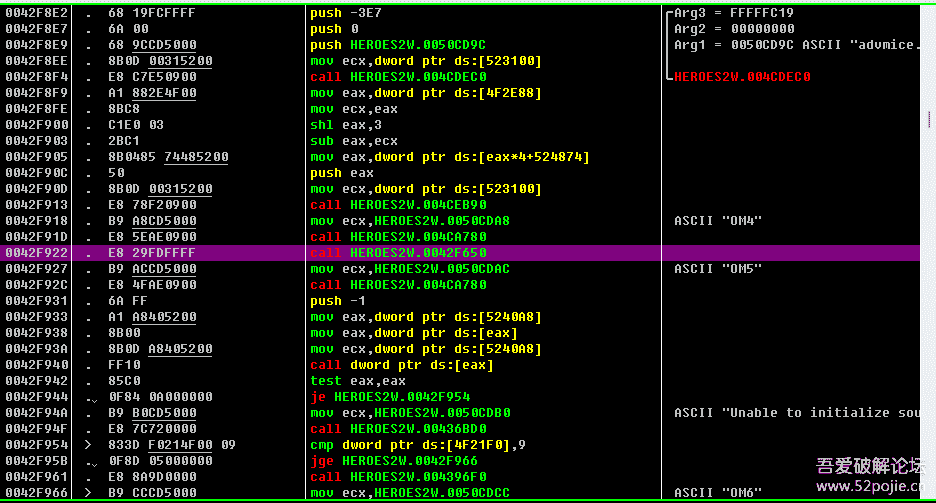 0042F8E2 . 68 19FCFFFF push -3E7 Arg3 = FFFFFC19
0042F8E7 . 6A 00 push 0 Arg2 = 00000000
0042F8E9 . 68 9CCD5000 push HEROES2W.0050CD9C Arg1 = 0050CD9C ASCII "advmice.
0042F8EE . 8B0D 00315200 mov ecx,dword ptr ds:[523100]
0042F8F4 . E8 C7E50900 call HEROES2W.004CDEC0 HEROES2W.004CDEC0
0042F8F9 . A1 882E4F00 mov eax,dword ptr ds:[4F2E88]
0042F8FE . 8BC8 mov ecx,eax
0042F900 . C1E0 03 shl eax,3
0042F903 . 2BC1 sub eax,ecx
0042F905 . 8B0485 74485200 mov eax,dword ptr ds:[eax*4+524874]
0042F90C . 50 push eax
0042F90D . 8B0D 00315200 mov ecx,dword ptr ds:[523100]
0042F913 . E8 78F20900 call HEROES2W.004CEB90
0042F918 . B9 A8CD5000 mov ecx,HEROES2W.0050CDA8 ASCII "OM4"
0042F91D . E8 5EAE0900 call HEROES2W.004CA780
0042F922 . E8 29FDFFFF call HEROES2W.0042F650
0042F927 . B9 ACCD5000 mov ecx,HEROES2W.0050CDAC ASCII "OM5"
0042F92C . E8 4FAE0900 call HEROES2W.004CA780
0042F931 . 6A FF push -1
0042F933 . A1 A8405200 mov eax,dword ptr ds:[5240A8]
0042F938 . 8B00 mov eax,dword ptr ds:[eax]
0042F93A . 8B0D A8405200 mov ecx,dword ptr ds:[5240A8]
0042F940 . FF10 call dword ptr ds:[eax]
0042F942 . 85C0 test eax,eax
0042F944 . 0F84 0A000000 je HEROES2W.0042F954
0042F94A . B9 B0CD5000 mov ecx,HEROES2W.0050CDB0 ASCII "Unable to initialize sou
0042F94F . E8 7C720000 call HEROES2W.00436BD0
0042F954 > 833D F0214F00 09 cmp dword ptr ds:[4F21F0],9
0042F95B . 0F8D 05000000 jge HEROES2W.0042F966
0042F961 . E8 8A9D0000 call HEROES2W.004396F0
0042F966 > B9 CCCD5000 mov ecx,HEROES2W.0050CDCC ASCII "OM6"
吾爱破解论坛
www.52pojie.cn